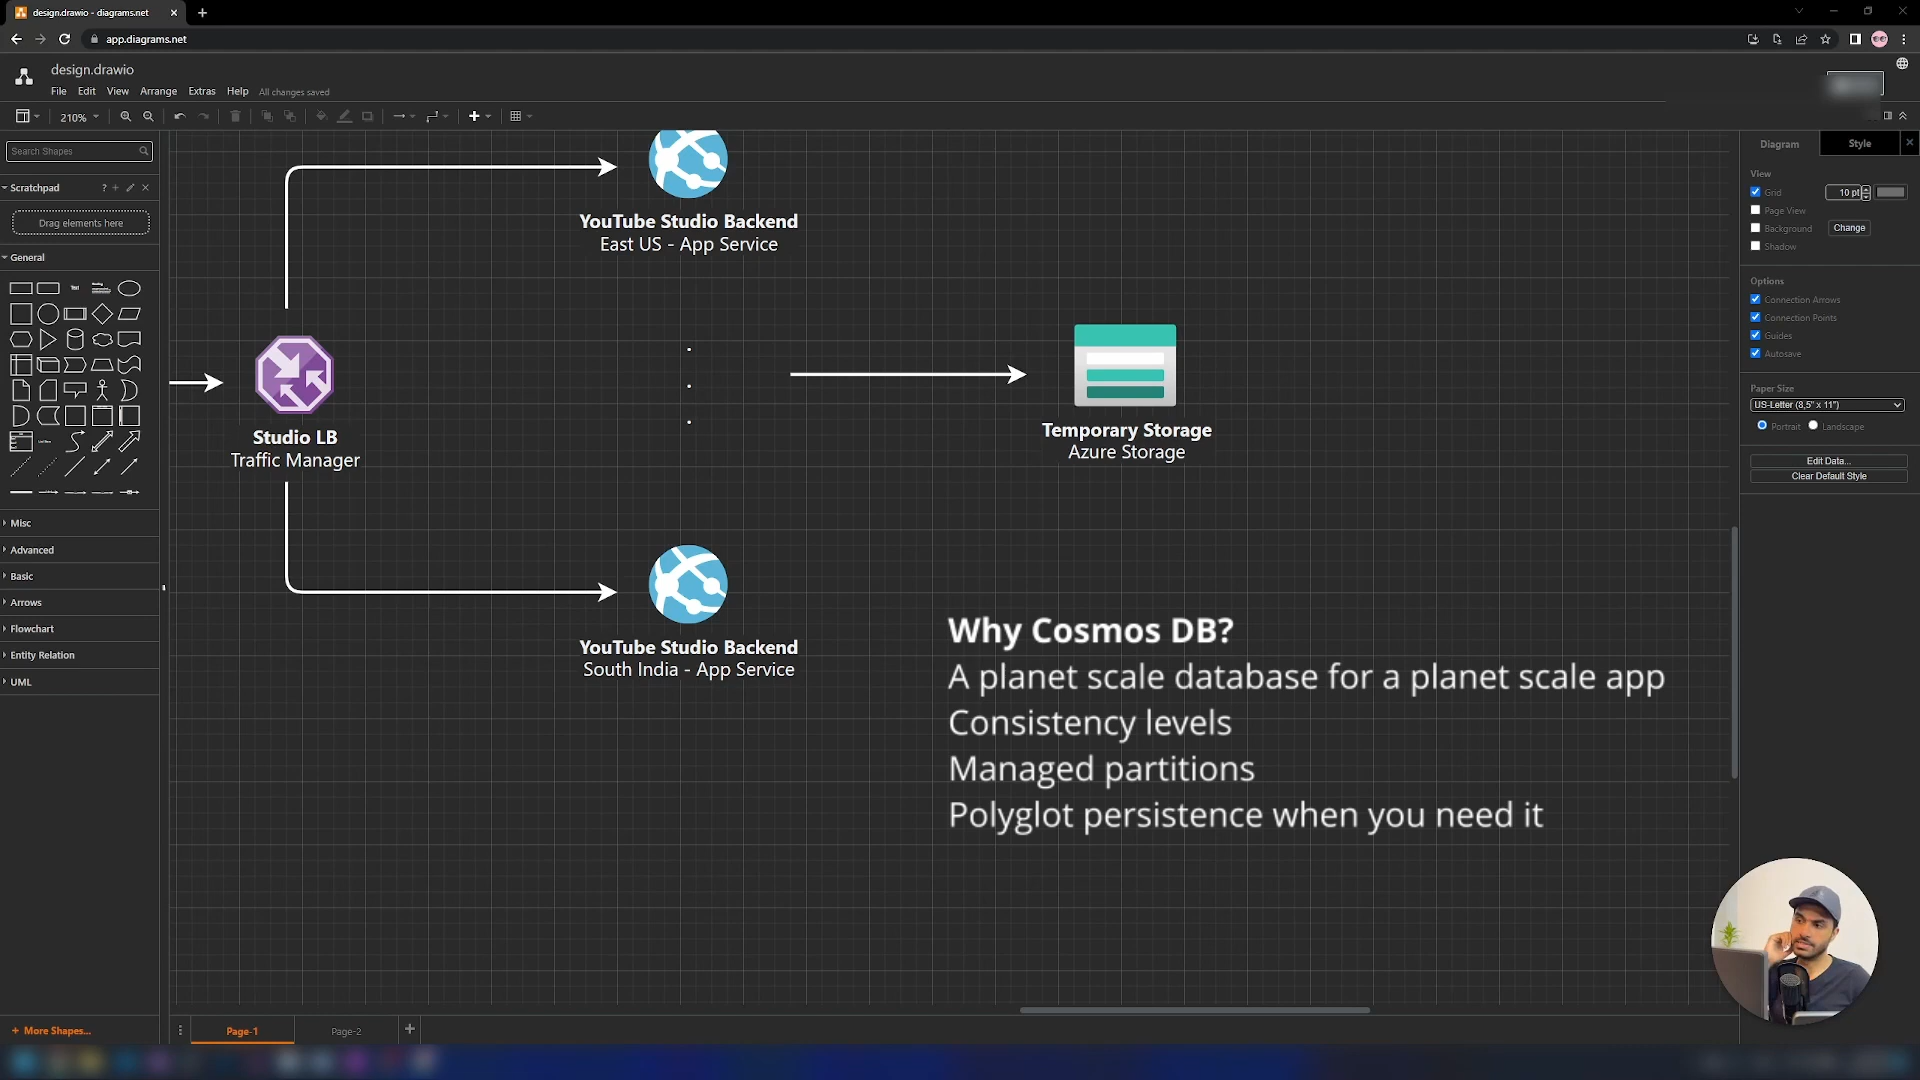 design.drawio - diagrams.net
app.diagrams.net
design.drawio
File Edit View Arrange Extras Help All changes saved
210%
Search Shapes
Scratchpad
Drag elements here
General
Text
Misc
Advanced
Basic
Arrows
Flowchart
Entity Relation
UML
+ More Shapes...
YouTube Studio Backend
East US - App Service
Studio LB
Traffic Manager
Temporary Storage
Azure Storage
YouTube Studio Backend
South India - App Service
Why Cosmos DB?
A planet scale database for a planet scale app
Consistency levels
Managed partitions
Polyglot persistence when you need it
Diagram Style
View
Grid 10 pt
Page View
Background Change
Shadow
Options
Connection Arrows
Connection Points
Guides
Autosave
Paper Size
US-Letter (8,5" x 11")
Portrait Landscape
Edit Data...
Clear Default Style
Page-1 Page-2